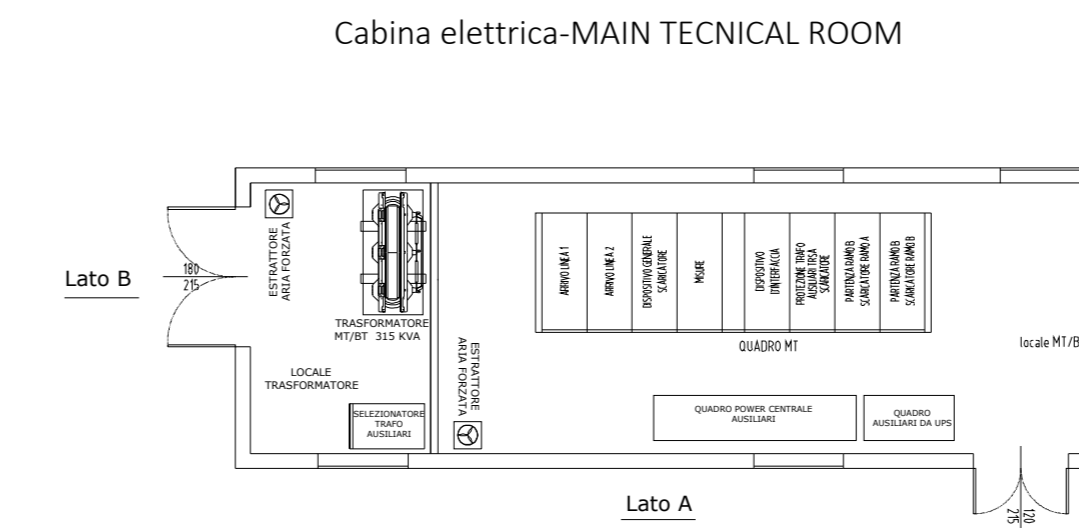 Cabina elettrica-MAIN TECNICAL ROOM
Lato B
180
215
ESTRATTORE
ARIA FORZATA
TRASFORMATORE
MT/BT 315 KVA
LOCALE
TRASFORMATORE
SELEZIONATORE
TRAFO
AUSILIARI
ESTRATTORE
ARIA FORZATA
ARRIVO LINEA 1
ARRIVO LINEA 2
DISPOSITIVO GENERALE
SCARICATORE
MISURE
DISPOSITIVO
D'INTERFACCIA
PROTEZIONE TRAFO
AUSILIARI TRSA
SCARICATORE
PARTENZA RAMO B
SCARICATORE RAMO A
PARTENZA RAMO B
SCARICATORE RAMO B
QUADRO MT
locale MT/B
QUADRO POWER CENTRALE
AUSILIARI
QUADRO
AUSILIARI DA UPS
Lato A
120
215